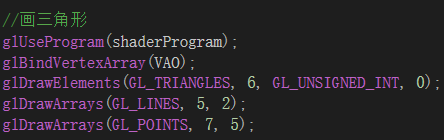 //画三角形
glUseProgram(shaderProgram);
glBindVertexArray(VAO);
glDrawElements(GL_TRIANGLES, 6, GL_UNSIGNED_INT, 0);
glDrawArrays(GL_LINES, 5, 2);
glDrawArrays(GL_POINTS, 7, 5);